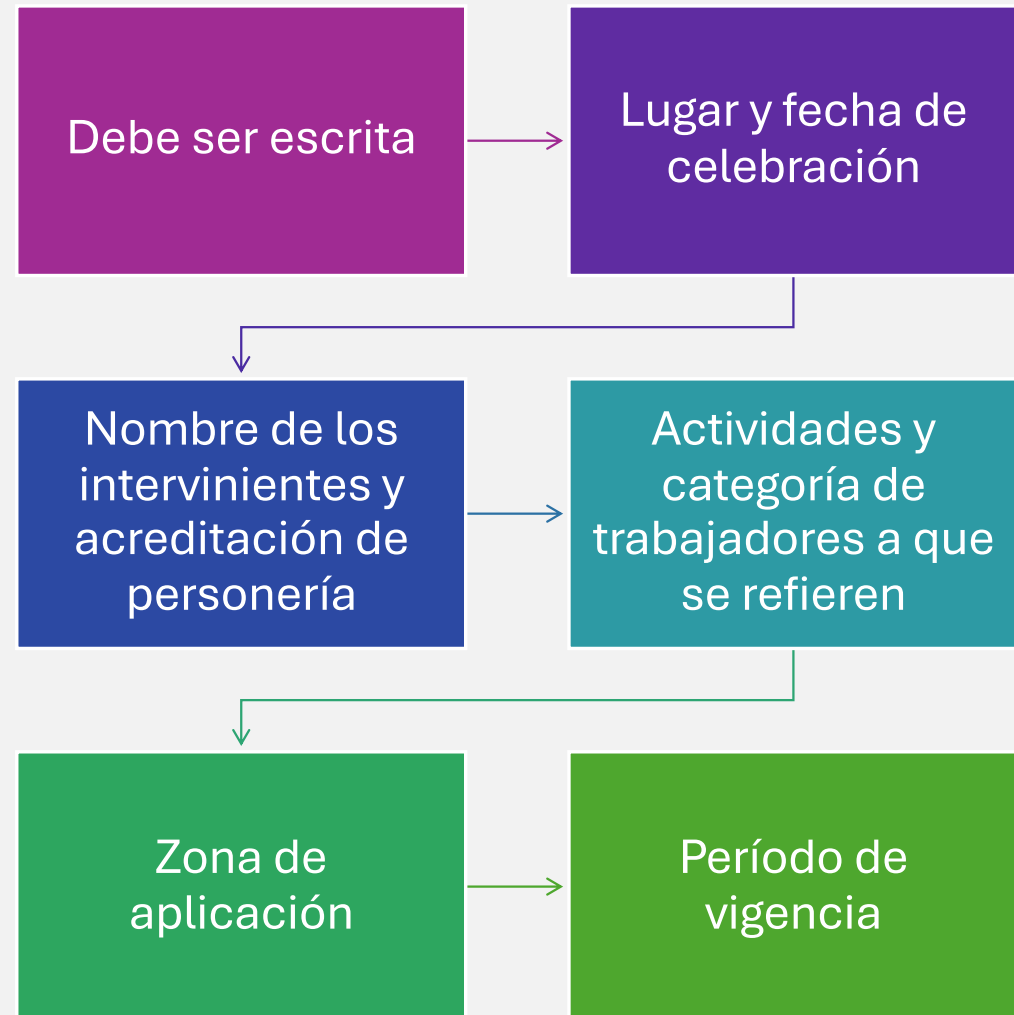 Debe ser escrita
Lugar y fecha de
celebración
Nombre de los
intervinientes y
acreditación de
personería
Actividades y
categoría de
trabajadores a que
se refieren
Zona de
aplicación
Período de
vigencia